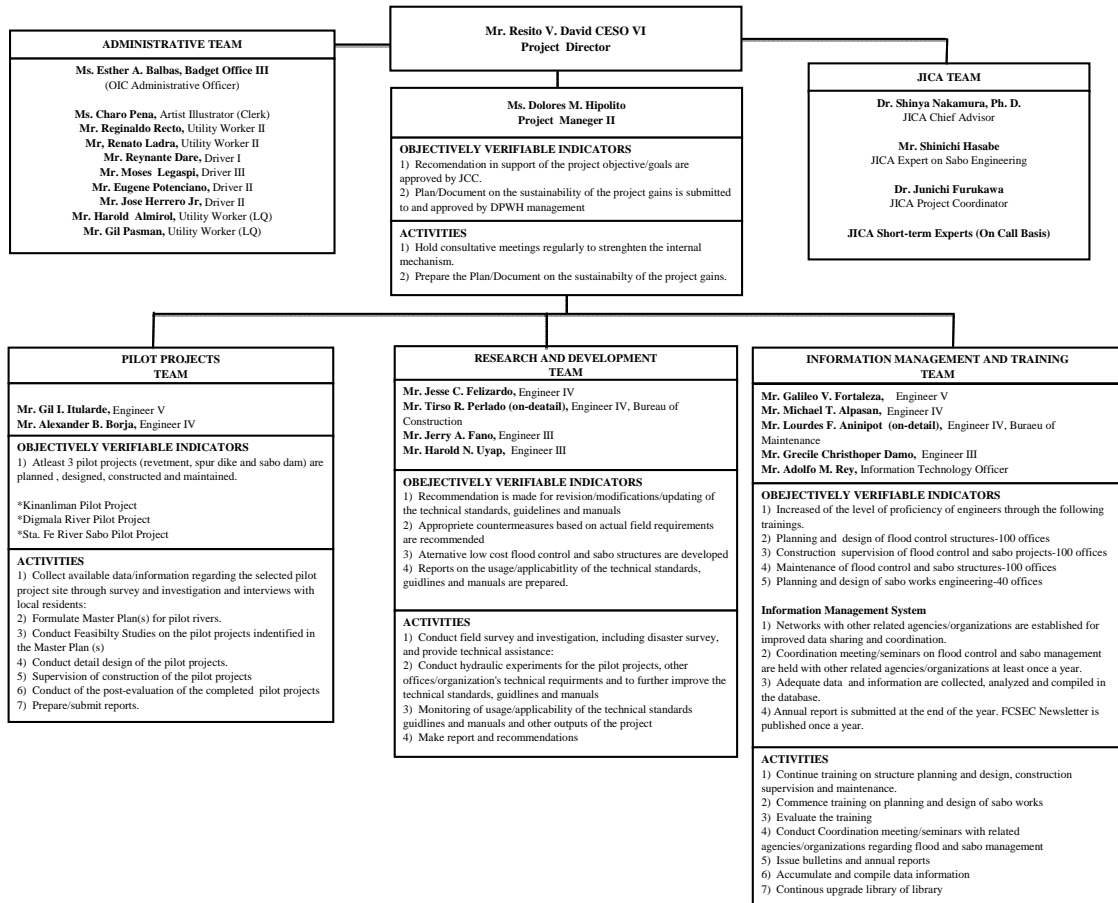 Mr. Resito V. David CESO VI
Project Director
ADMINISTRATIVE TEAM
Ms. Esther A. Balbas, Badget Office III
(OIC Administrative Officer)
Ms. Charo Pena, Artist Illustrator (Clerk)
Mr. Reginaldo Recto, Utility Worker II
Mr, Renato Ladra, Utility Worker II
Mr. Reynante Dare, Driver I
Mr. Moses Legaspi, Driver III
Mr. Eugene Potenciano, Driver II
Mr. Jose Herrero Jr, Driver II
Mr. Harold Almirol, Utility Worker (LQ)
Mr. Gil Pasman, Utility Worker (LQ)
Ms. Dolores M. Hipolito
Project Maneger II
OBJECTIVELY VERIFIABLE INDICATORS
1) Recomendation in support of the project objective/goals are
approved by JCC.
2) Plan/Document on the sustainability of the project gains is submitted
to and approved by DPWH management
ACTIVITIES
1) Hold consultative meetings regularly to strenghten the internal
mechanism.
2) Prepare the Plan/Document on the sustainabilty of the project gains.
JICA TEAM
Dr. Shinya Nakamura, Ph. D.
JICA Chief Advisor
Mr. Shinichi Hasabe
JICA Expert on Sabo Engineering
Dr. Junichi Furukawa
JICA Project Coordinator
JICA Short-term Experts (On Call Basis)
PILOT PROJECTS
TEAM
Mr. Gil I. Itularde, Engineer V
Mr. Alexander B. Borja, Engineer IV
OBJECTIVELY VERIFIABLE INDICATORS
1) Atleast 3 pilot projects (revetment, spur dike and sabo dam) are
planned , designed, constructed and maintained.
*Kinanliman Pilot Project
*Digmala River Pilot Project
*Sta. Fe River Sabo Pilot Project
ACTIVITIES
1) Collect available data/information regarding the selected pilot
project site through survey and investigation and interviews with
local residents:
2) Formulate Master Plan(s) for pilot rivers.
3) Conduct Feasibilty Studies on the pilot projects indentified in
the Master Plan (s)
4) Conduct detail design of the pilot projects.
5) Supervision of construction of the pilot projects
6) Conduct of the post-evaluation of the completed pilot projects
7) Prepare/submit reports.
RESEARCH AND DEVELOPMENT
TEAM
Mr. Jesse C. Felizardo, Engineer IV
Mr. Tirso R. Perlado (on-deatail), Engineer IV, Bureau of
Construction
Mr. Jerry A. Fano, Engineer III
Mr. Harold N. Uyap, Engineer III
OBEJECTIVELY VERIFIABLE INDICATORS
1) Recommendation is made for revision/modifications/updating of
the technical standards, guidelines and manuals
2) Appropriete countermeasures based on actual field requirements
are recommended
3) Aternative low cost flood control and sabo structures are developed
4) Reports on the usage/applicatitlity of the technical standards,
guidlines and manuals are prepared.
ACTIVITIES
1) Conduct field survey and investigation, including disaster survey,
and provide technical assistance:
2) Conduct hydraulic experiments for the pilot projects, other
offices/organization's technical requirments and to further improve the
technical standards, guidlines and manuals
3) Monitoring of usage/applicability of the technical standards
guidlines and manuals and other outputs of the project
4) Make report and recommendations
INFORMATION MANAGEMENT AND TRAINING
TEAM
Mr. Galileo V. Fortaleza, Engineer V
Mr. Michael T. Alpasan, Engineer IV
Mr. Lourdes F. Aninipot (on-detail), Engineer IV, Buraeu of
Maintenance
Mr. Grecile Christhoper Damo, Engineer III
Mr. Adolfo M. Rey, Information Technology Officer
OBEJECTIVELY VERIFIABLE INDICATORS
1) Increased of the level of proficiency of engineers through the following
trainings.
2) Planning and design of flood control structures-100 offices
3) Construction supervision of flood control and sabo projects-100 offices
4) Maintenance of flood control and sabo structures-100 offices
5) Planning and design of sabo works engineering-40 offices
Information Management System
1) Networks with other related agencies/organizations are established for
improved data sharing and coordination.
2) Coordination meeting/seminars on flood control and sabo management
are held with other related agencies/organizations at least once a year.
3) Adequate data and information are collected, analyzed and compiled in
the database.
4) Annual report is submitted at the end of the year. FCSEC Newsletter is
published once a year.
ACTIVITIES
1) Continue training on structure planning and design, construction
supervision and maintenance.
2) Commence training on planning and design of sabo works
3) Evaluate the training
4) Conduct Coordination meeting/seminars with related
agencies/organizations regarding flood and sabo management
5) Issue bulletins and annual reports
6) Accumulate and compile data information
7) Continous upgrade library of library